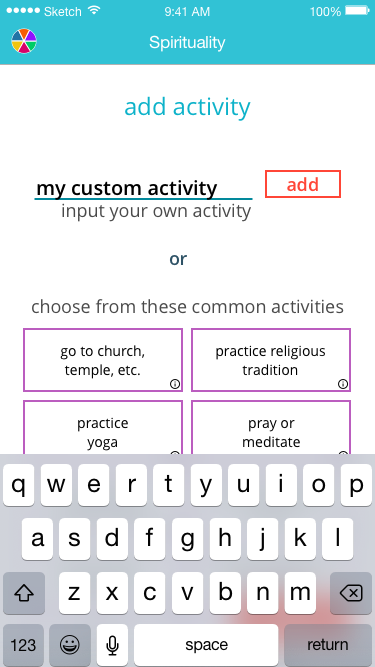 Sketch 9:41 AM 100%
Spirituality
add activity
my custom activity
add
input your own activity
or
choose from these common activities
go to church,
temple, etc.
practice religious
tradition
practice
yoga
pray or
meditate
q w e r t y u i o p
a s d f g h j k l
z x c v b n m
123 space return